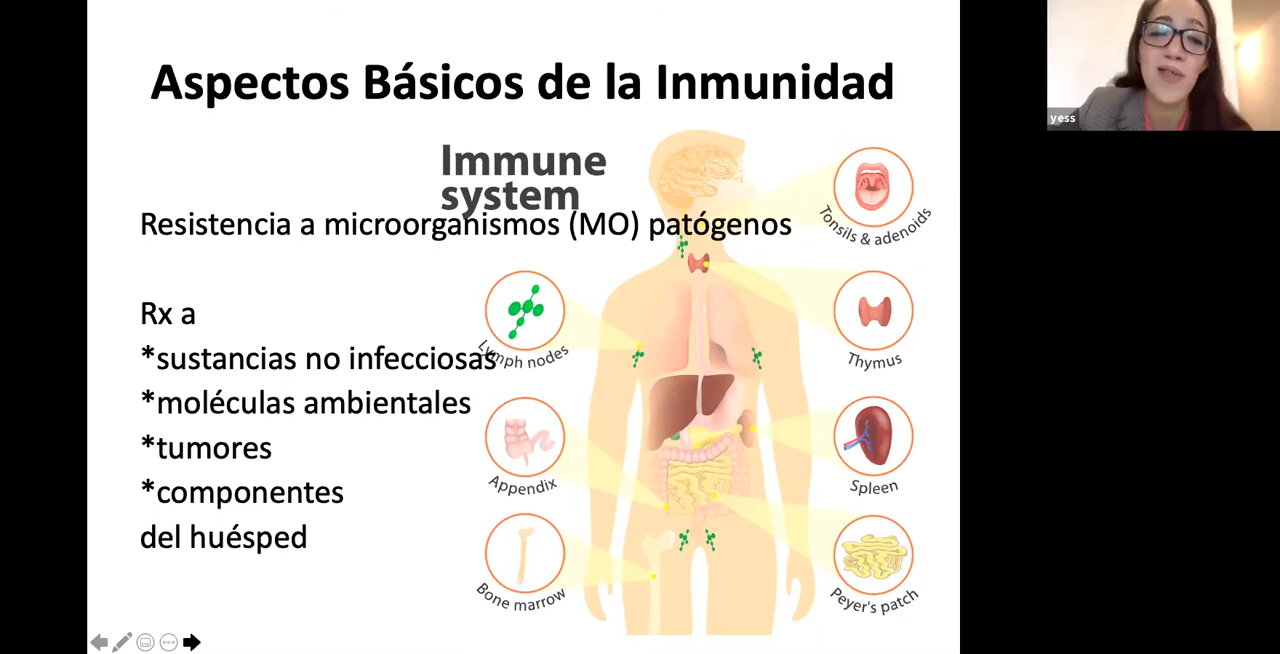 Aspectos Básicos de la Inmunidad
yess
Immune
system
Resistencia a microorganismos (MO) patógenos
Tonsils & adenoids
Rx a
*sustancias no infecciosas
*moléculas ambientales
*tumores
*componentes
del huésped
Lymph nodes
Thymus
Appendix
Spleen
Bone marrow
Peyer's patch